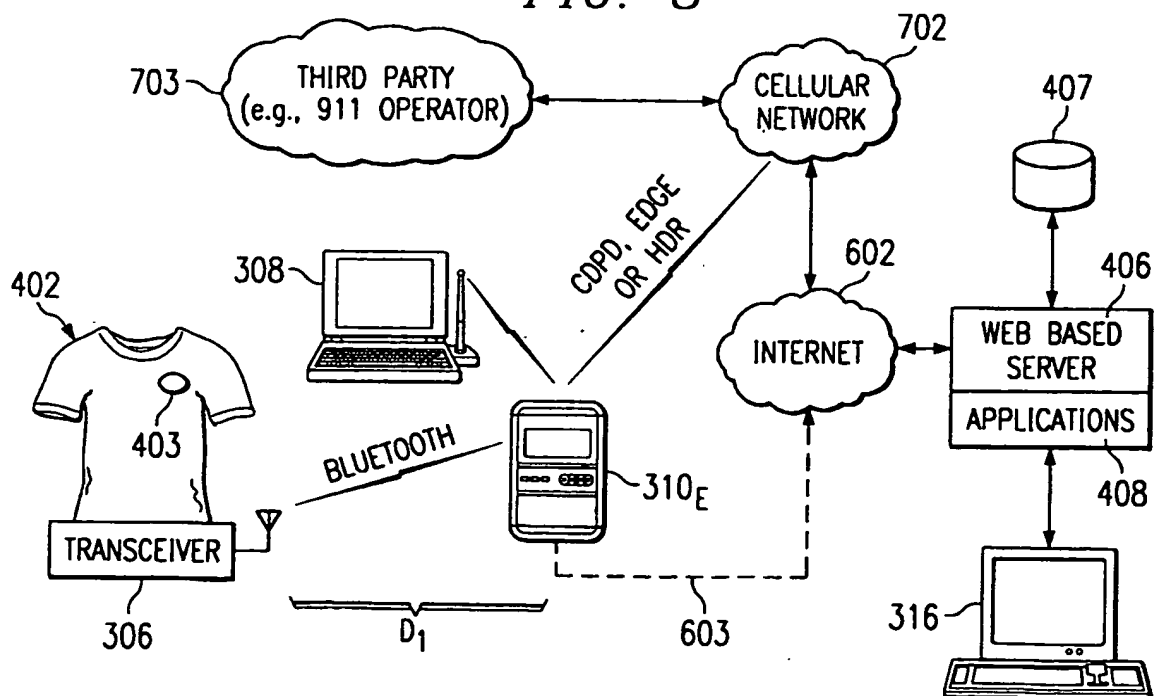 702
703
THIRD PARTY
(e.g., 911 OPERATOR)
CELLULAR
NETWORK
407
CDPD, EDGE
OR HDR
308
602
406
402
WEB BASED
SERVER
INTERNET
APPLICATIONS
403
BLUETOOTH
310E
408
TRANSCEIVER
306
D1
603
316